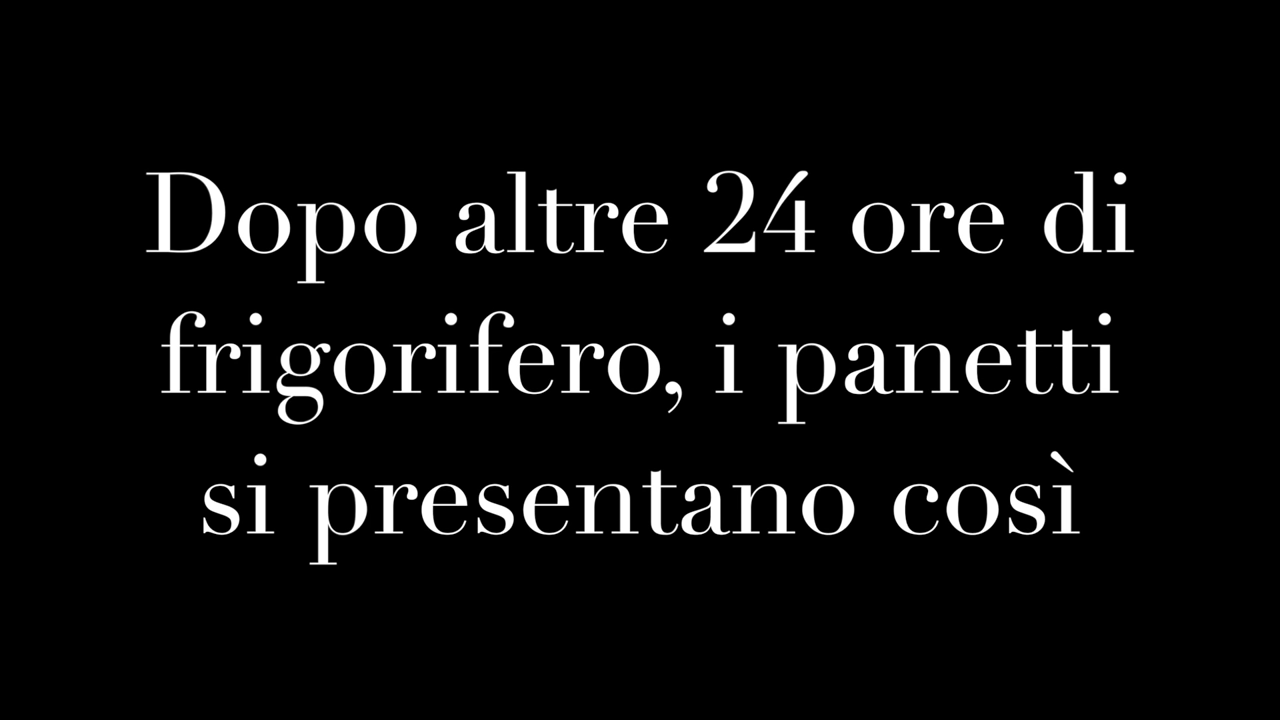 Dopo altre 24 ore di
frigorifero, i panetti
si presentano così